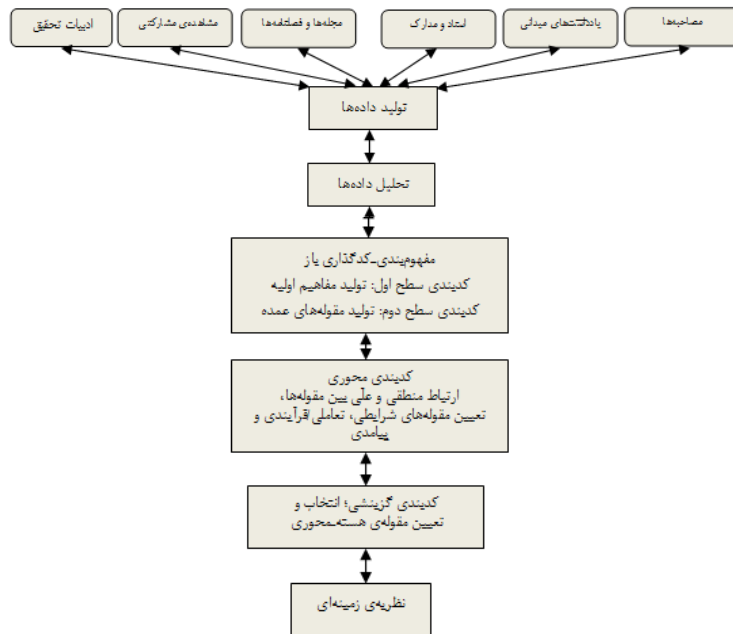 مصاحبه‌ها
یادداشت‌های میدانی
اسناد و مدارک
مجله‌ها و فصلنامه‌ها
مشاهده‌ی مشارکتی
ادبیات تحقیق
تولید داده‌ها
تحلیل داده‌ها
مفهوم‌بندی-کدگذاری باز
کدبندی سطح اول: تولید مفاهیم اولیه
کدبندی سطح دوم: تولید مقوله‌های عمده
کدبندی محوری
ارتباط منطقی و علّی بین مقوله‌ها،
تعیین مقوله‌های شرایطی، تعاملی/فرآیندی و
پیامدی
کدبندی گزینشی؛ انتخاب و
تعیین مقوله‌ی هسته-محوری
نظریه‌ی زمینه‌ای